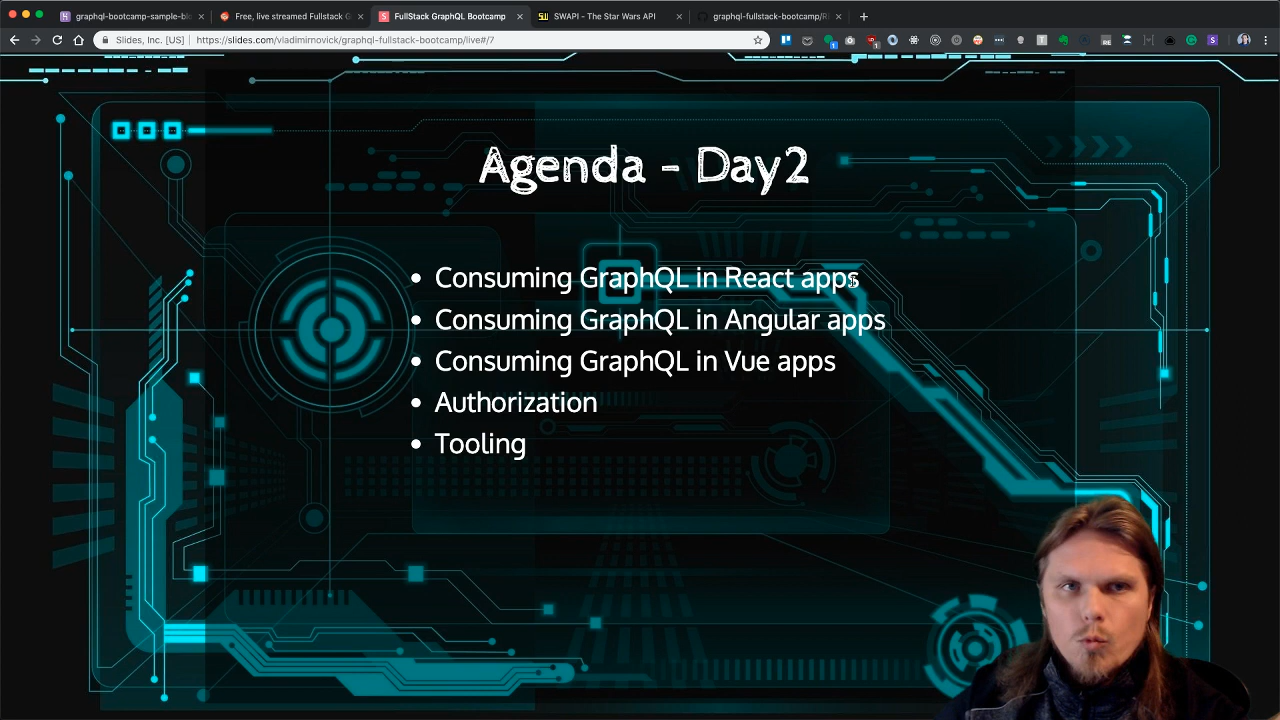 graphql-bootcamp-sample-blo
Free, live streamed Fullstack G
FullStack GraphQL Bootcamp
SWAPI - The Star Wars API
graphql-fullstack-bootcamp/R
Slides, Inc. [US]
https://slides.com/vladimirnovick/graphql-fullstack-bootcamp/live#/7
Agenda - Day2
• Consuming GraphQL in React apps
• Consuming GraphQL in Angular apps
• Consuming GraphQL in Vue apps
• Authorization
• Tooling